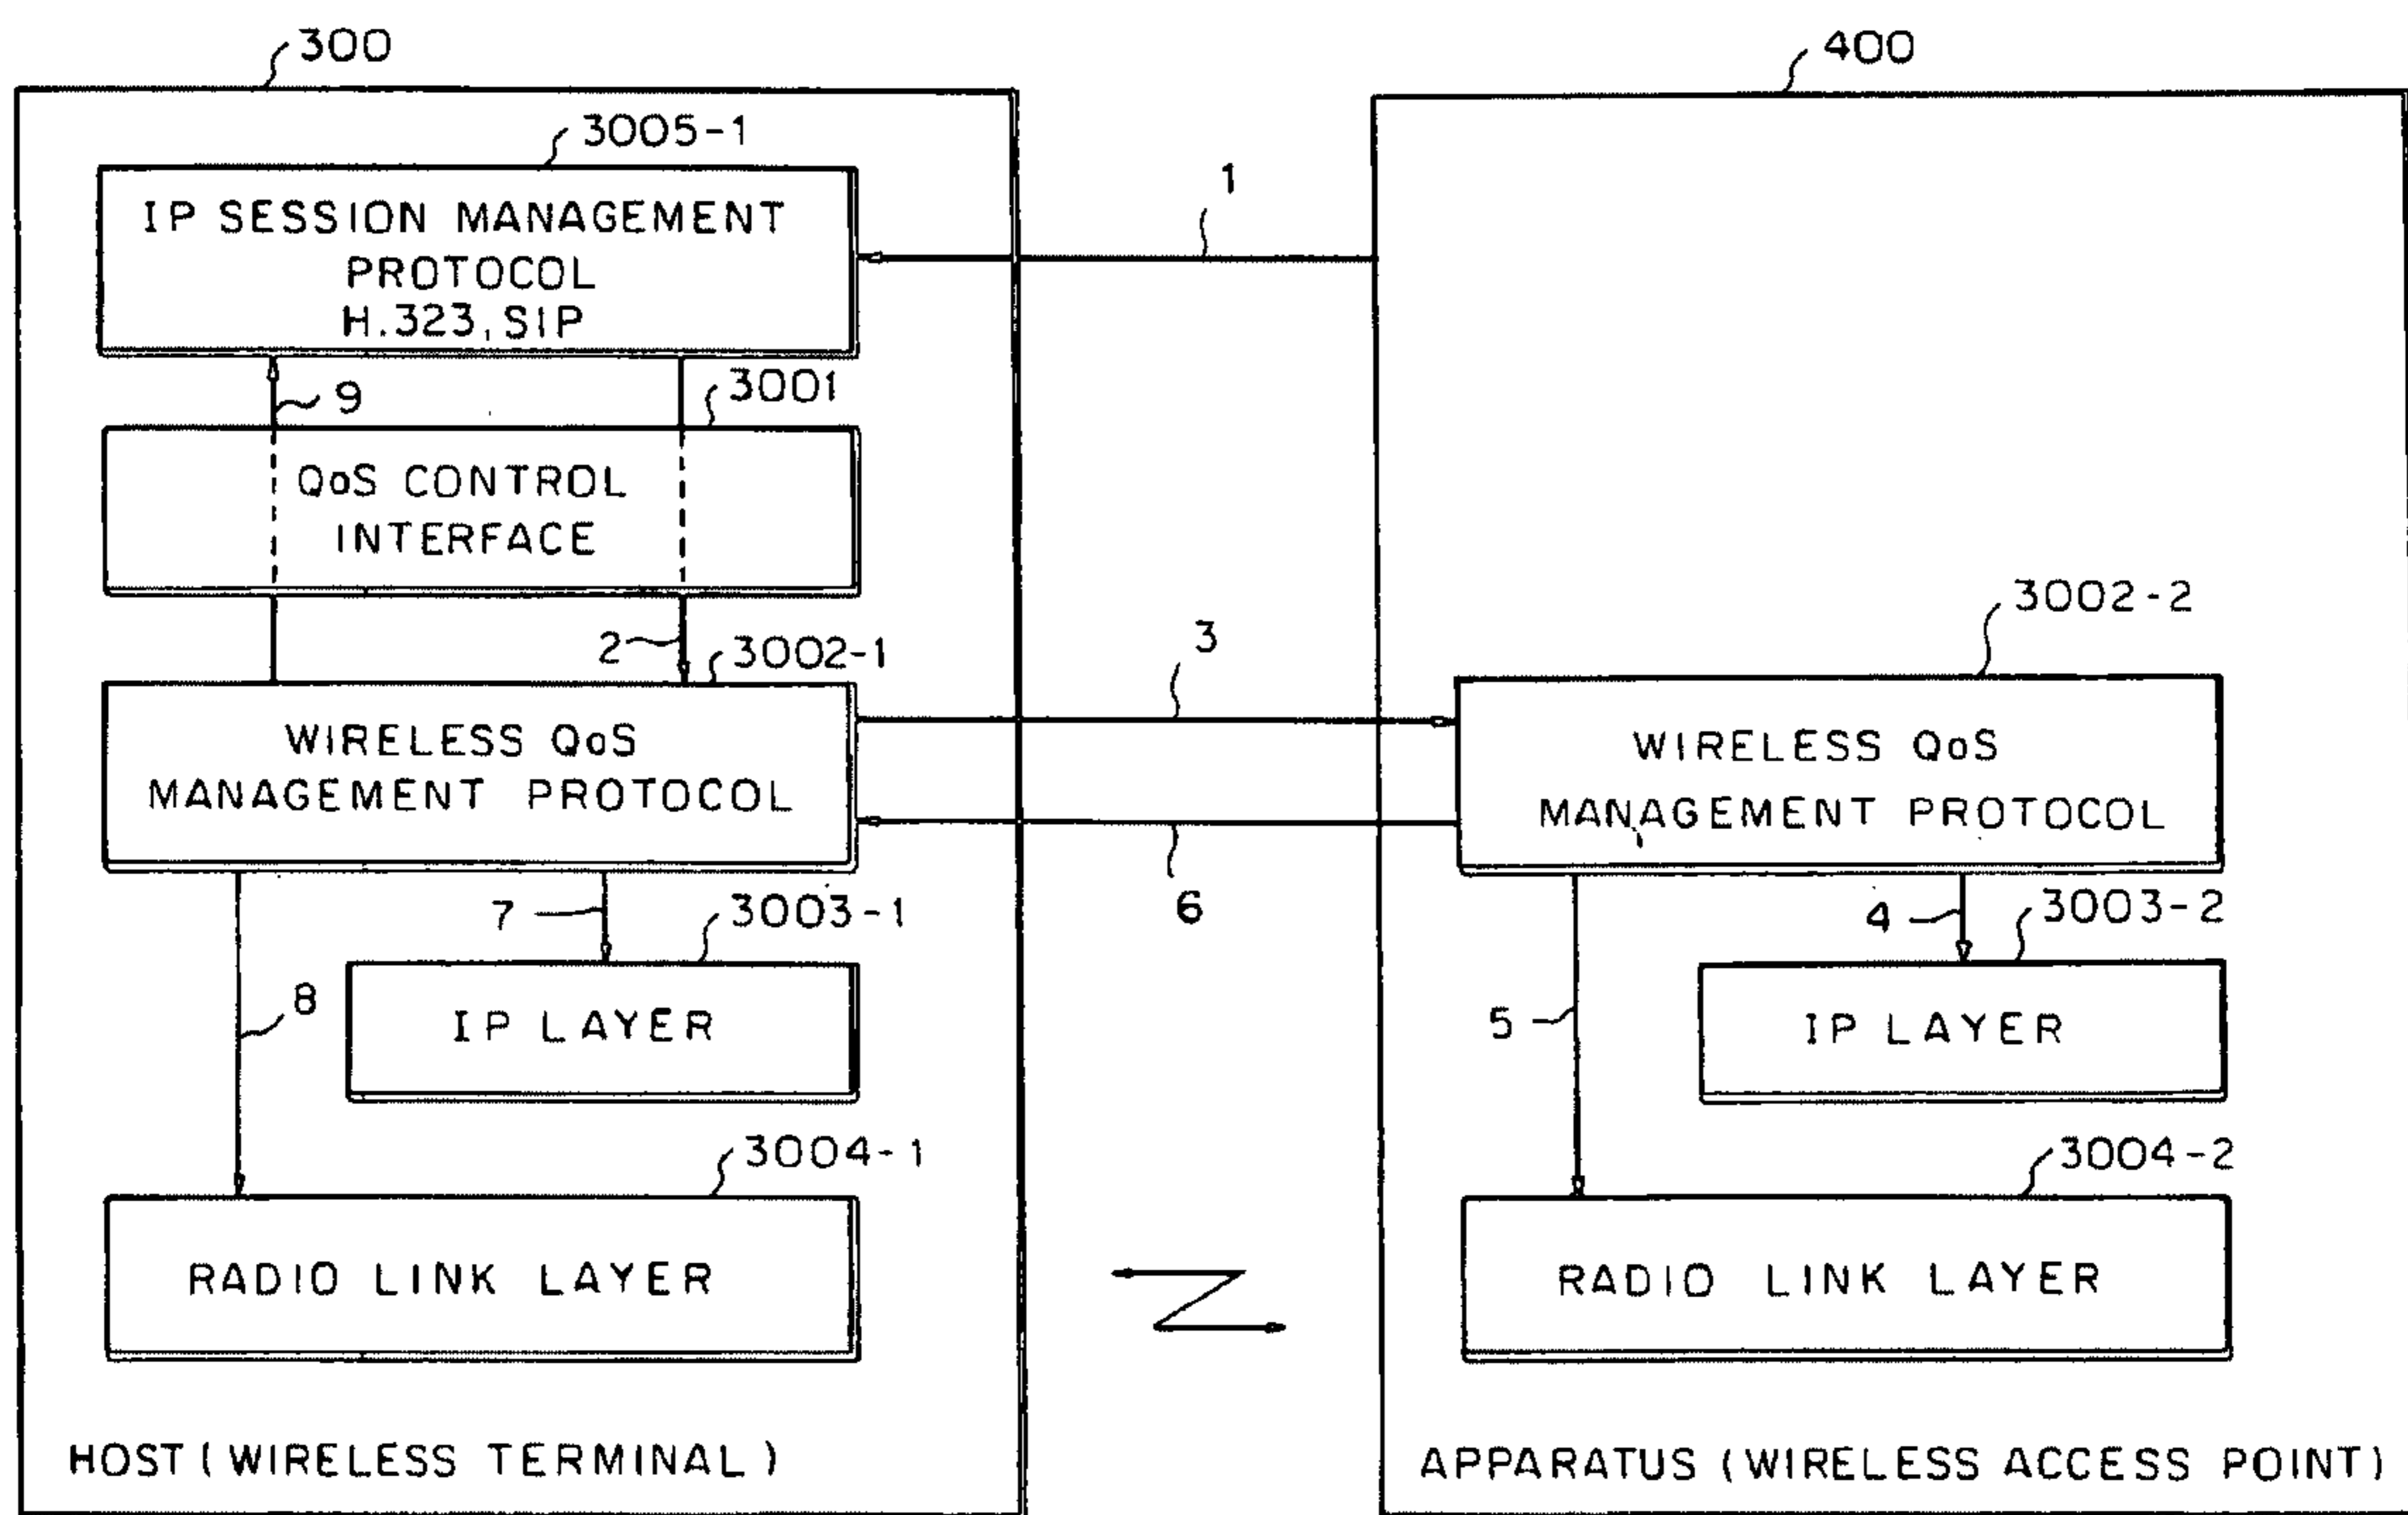 300
400
3005-1
IP SESSION MANAGEMENT
PROTOCOL
H.323, SIP
1
9
3001
QoS CONTROL
INTERFACE
2
3002-1
3
3002-2
WIRELESS QoS
MANAGEMENT PROTOCOL
WIRELESS QoS
MANAGEMENT PROTOCOL
6
7
3003-1
4
3003-2
8
IP LAYER
5
IP LAYER
3004-1
3004-2
RADIO LINK LAYER
RADIO LINK LAYER
HOST (WIRELESS TERMINAL)
APPARATUS (WIRELESS ACCESS POINT)